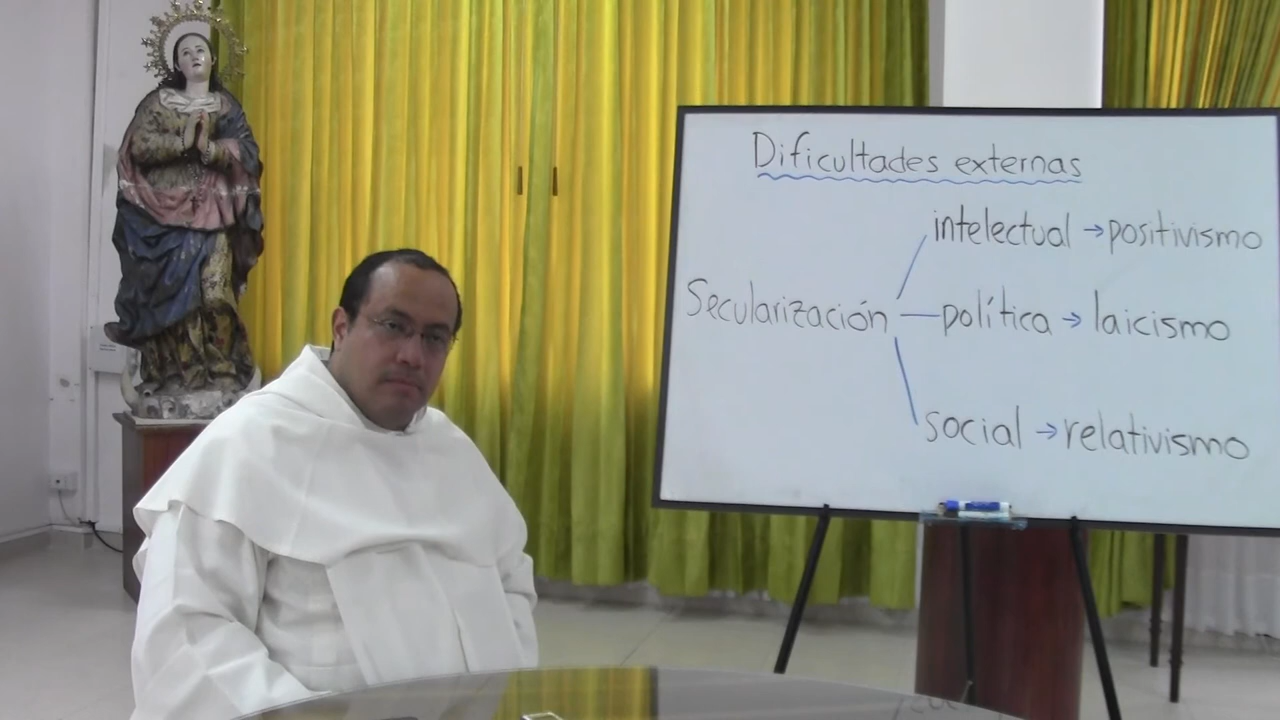 Dificultades externas
intelectual → positivismo
Secularización — política → laicismo
social → relativismo